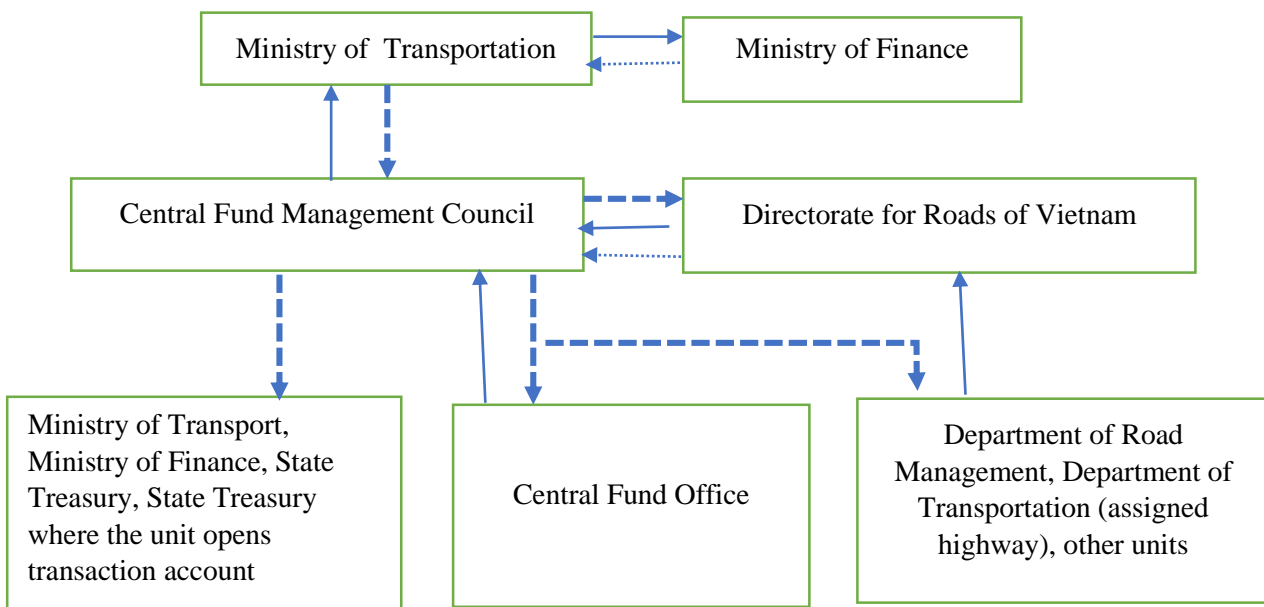 Ministry of Transportation
Ministry of Finance
Central Fund Management Council
Directorate for Roads of Vietnam
Ministry of Transport,
Ministry of Finance, State
Treasury, State Treasury
where the unit opens
transaction account
Central Fund Office
Department of Road
Management, Department of
Transportation (assigned
highway), other units